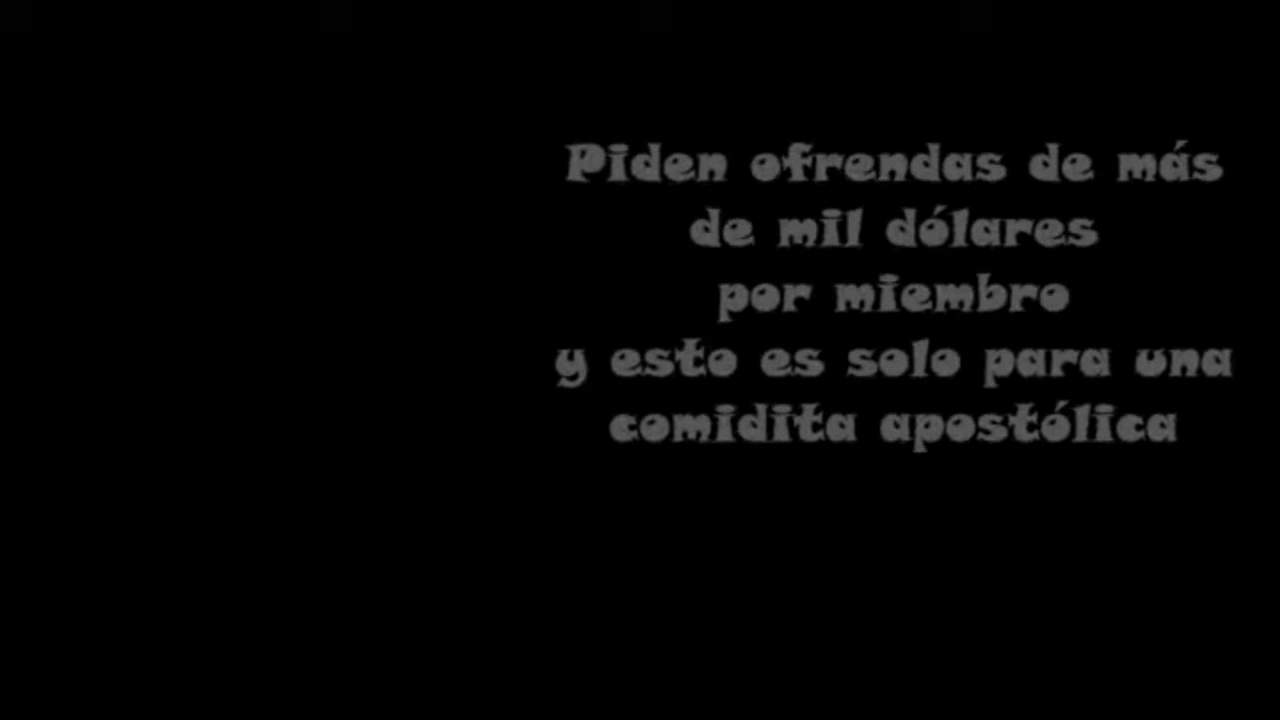 Piden ofrendas de más
de mil dólares
por miembro
y esto es solo para una
comidita apostólica